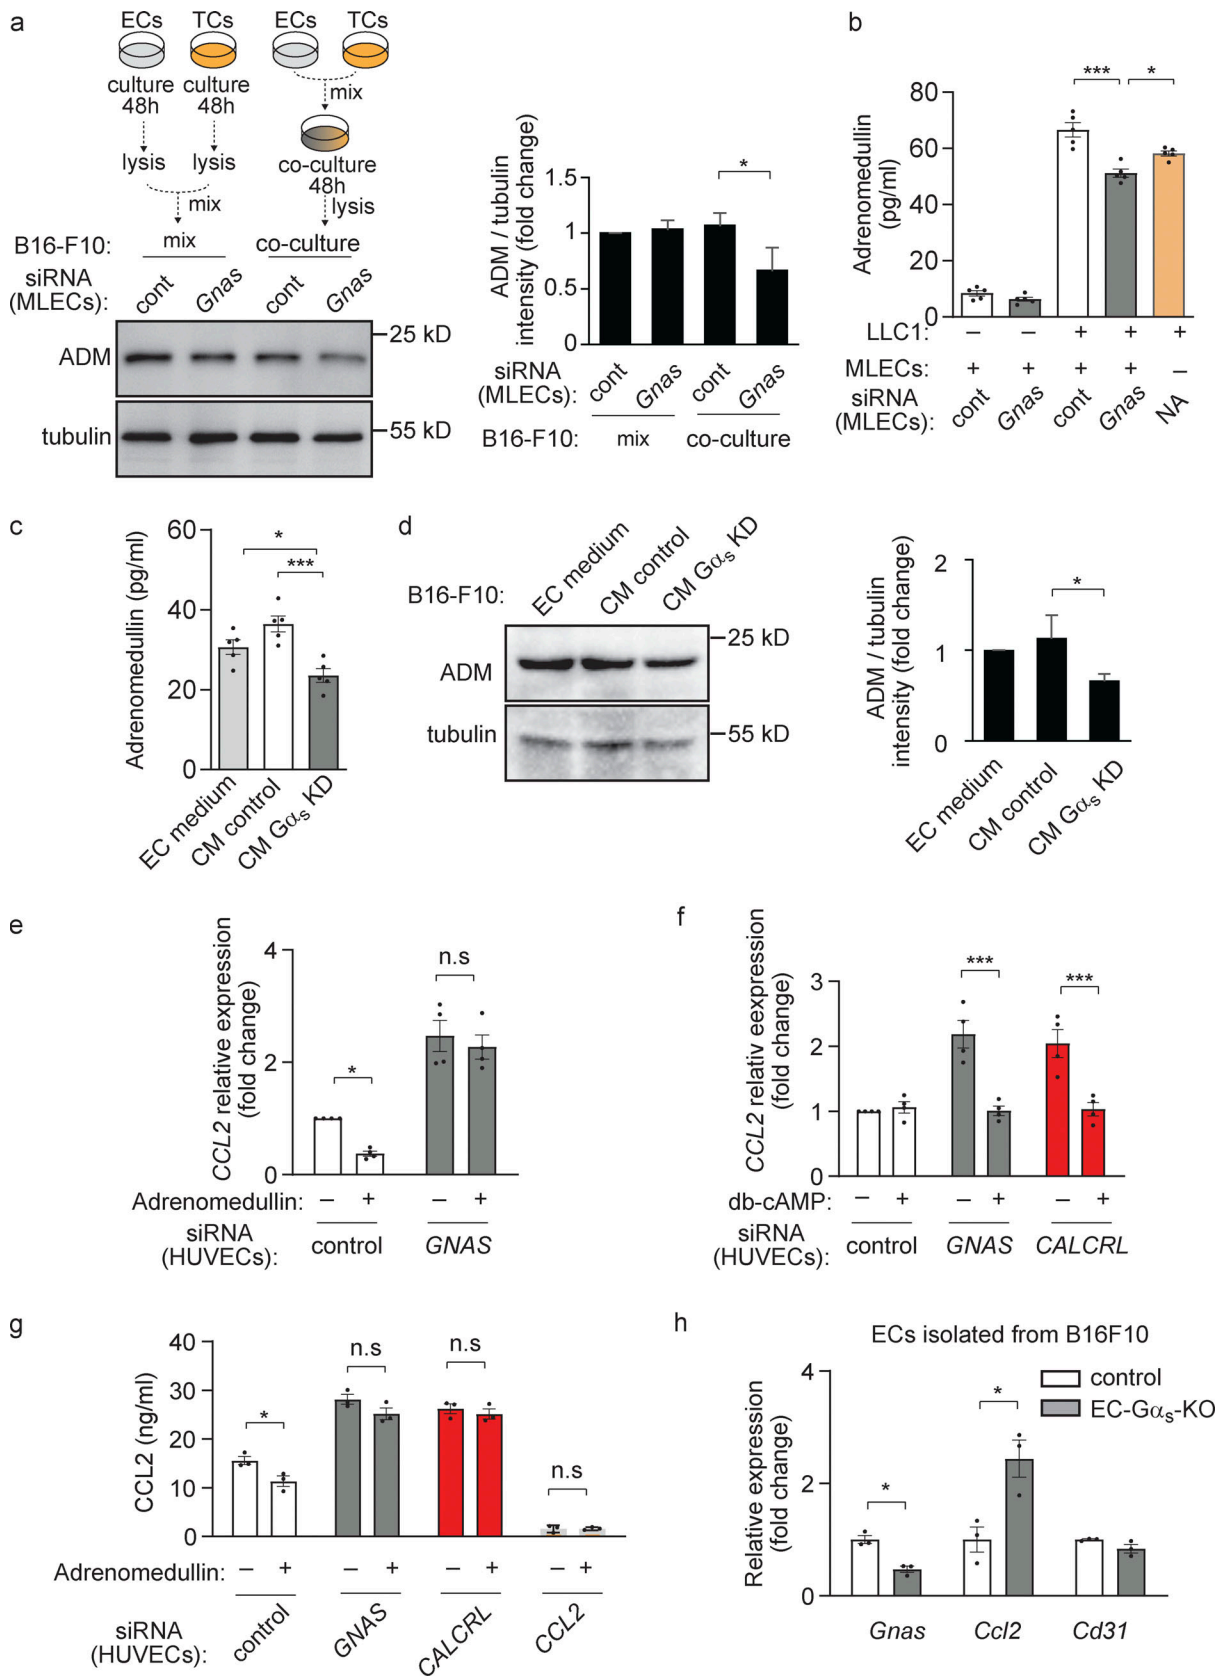 a
ECs TCs ECs TCs
culture 48h
culture 48h
mix
lysis lysis
co-culture 48h
lysis
mix
B16-F10: mix co-culture
siRNA (MLECs): cont Gnas cont Gnas
ADM
25 kD
tubulin
55 kD
ADM / tubulin
intensity (fold change)
1.5
1
0.5
0
*
siRNA (MLECs): cont Gnas cont Gnas
B16-F10: mix co-culture
b
Adrenomedullin
(pg/ml)
80
60
40
20
0
*** *
LLC1: – – + + +
MLECs: + + + + –
siRNA (MLECs): cont Gnas cont Gnas NA
c
Adrenomedullin (pg/ml)
60
40
20
0
*
***
EC medium
CM control
CM Gαs KD
d
B16-F10: EC medium CM control CM Gαs KD
ADM
25 kD
tubulin
55 kD
ADM / tubulin
intensity (fold change)
2
1
0
*
EC medium
CM control
CM Gαs KD
e
CCL2 relative expression
(fold change)
4
2
0
* n.s
Adrenomedullin: – + – +
siRNA (HUVECs): control GNAS
f
CCL2 relativ eexpression
(fold change)
3
2
1
0
*** ***
db-cAMP: – + – + – +
siRNA (HUVECs): control GNAS CALCRL
g
CCL2 (ng/ml)
40
30
20
10
0
* n.s n.s n.s
Adrenomedullin: – + – + – + – +
siRNA (HUVECs): control GNAS CALCRL CCL2
h
ECs isolated from B16F10
control
EC-Gαs-KO
Relative expression
(fold change)
4
2
0
* *
Gnas Ccl2 Cd31